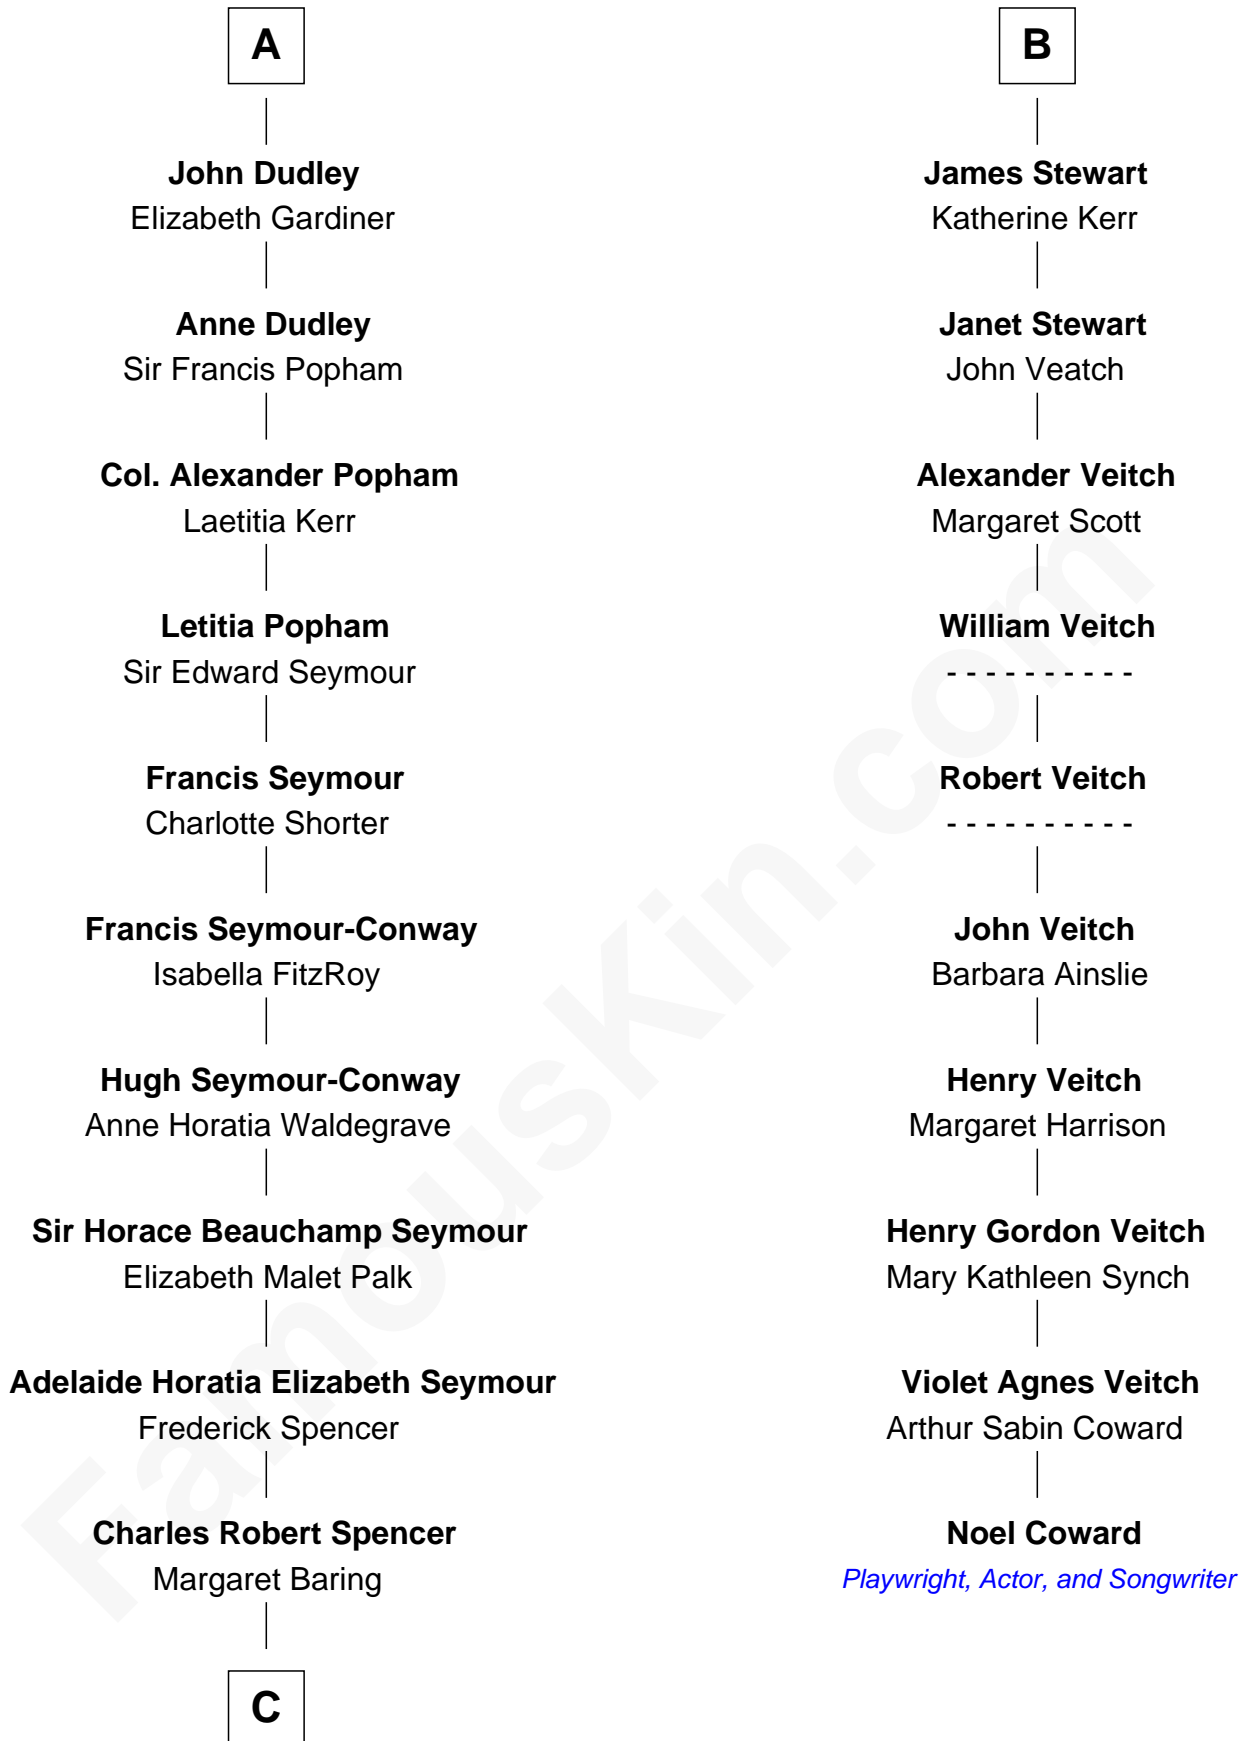 A
John Dudley
Elizabeth Gardiner
Anne Dudley
Sir Francis Popham
Col. Alexander Popham
Laetitia Kerr
Letitia Popham
Sir Edward Seymour
Francis Seymour
Charlotte Shorter
Francis Seymour-Conway
Isabella FitzRoy
Hugh Seymour-Conway
Anne Horatia Waldegrave
Sir Horace Beauchamp Seymour
Elizabeth Malet Palk
Adelaide Horatia Elizabeth Seymour
Frederick Spencer
Charles Robert Spencer
Margaret Baring
C
B
James Stewart
Katherine Kerr
Janet Stewart
John Veatch
Alexander Veitch
Margaret Scott
William Veitch
- - - - - - - - - -
Robert Veitch
- - - - - - - - - -
John Veitch
Barbara Ainslie
Henry Veitch
Margaret Harrison
Henry Gordon Veitch
Mary Kathleen Synch
Violet Agnes Veitch
Arthur Sabin Coward
Noel Coward
Playwright, Actor, and Songwriter
FamousKin.com